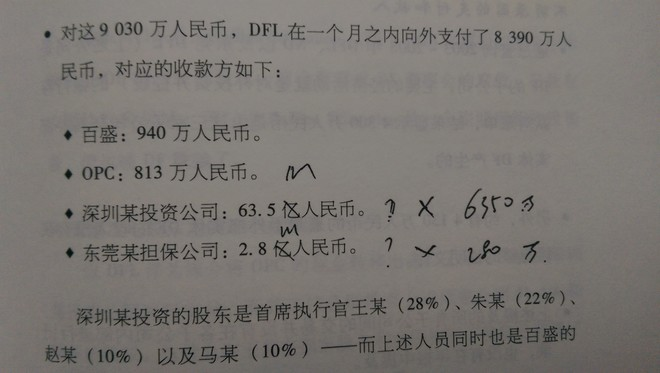 • 对这 9 030 万人民币，DFL 在一个月之内向外支付了 8 390 万人
民币，对应的收款方如下：
♦ 百盛：940 万人民币。
♦ OPC：813 万人民币。 m
♦ 深圳某投资公司：63.5 亿人民币。 ? × 6350 万
m
♦ 东莞某担保公司：2.8 亿人民币。 ? × 280 万.
深圳某投资的股东是首席执行官王某（28%）、朱某（22%）、
赵某（10%）以及马某（10%）——而上述人员同时也是百盛的